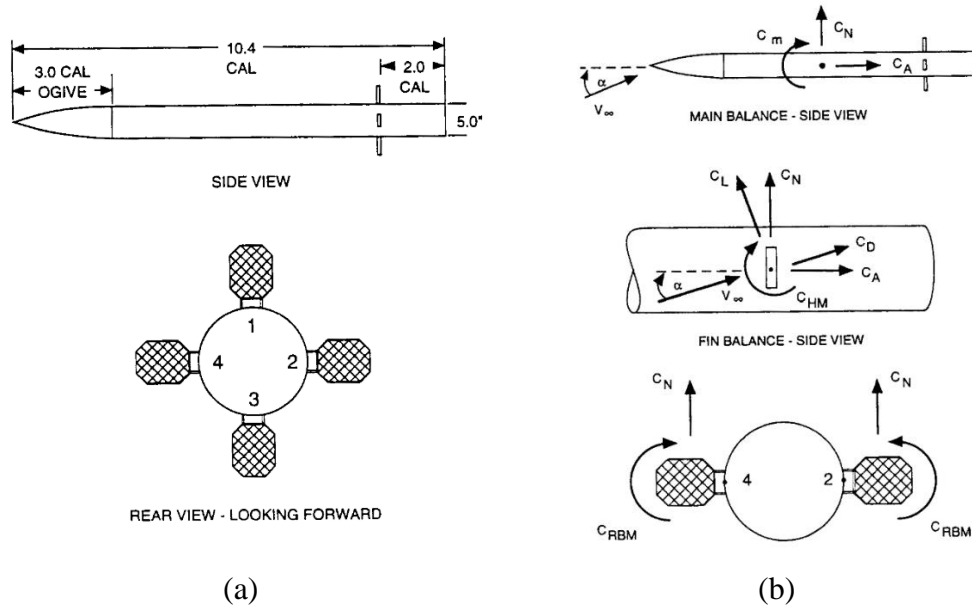 10.4
CAL
3.0 CAL
OGIVE
2.0
CAL
5.0"
SIDE VIEW
1
4 2
3
REAR VIEW - LOOKING FORWARD
(a)
C_N
C_m
C_A
α
V_∞
MAIN BALANCE - SIDE VIEW
C_L C_N
C_D
C_A
α
V_∞
C_HM
FIN BALANCE - SIDE VIEW
C_N C_N
4 2
C_RBM C_RBM
(b)